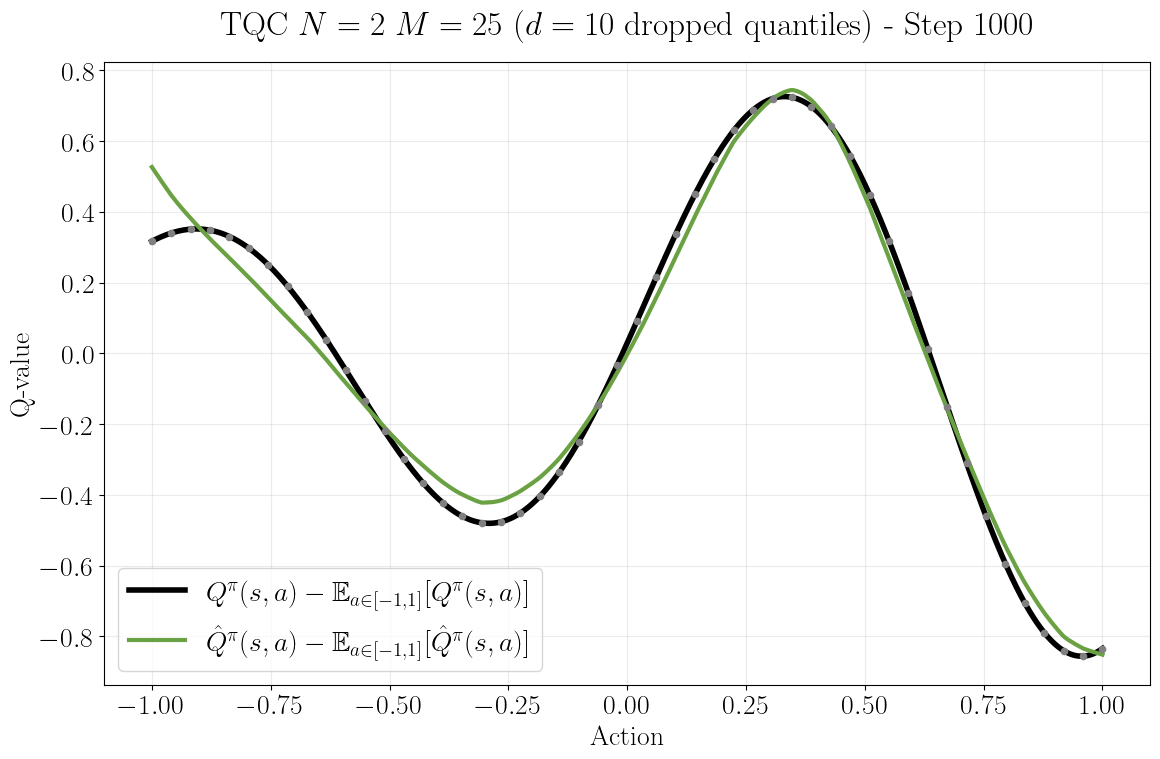 TQC N = 2 M = 25 (d = 10 dropped quantiles) - Step 1000
0.8
0.6
0.4
0.2
0.0
−0.2
−0.4
−0.6
−0.8
Q-value
Q^π(s, a) − 𝔼_{a∈[−1,1]}[Q^π(s, a)]
Q̂^π(s, a) − 𝔼_{a∈[−1,1]}[Q̂^π(s, a)]
−1.00 −0.75 −0.50 −0.25 0.00 0.25 0.50 0.75 1.00
Action